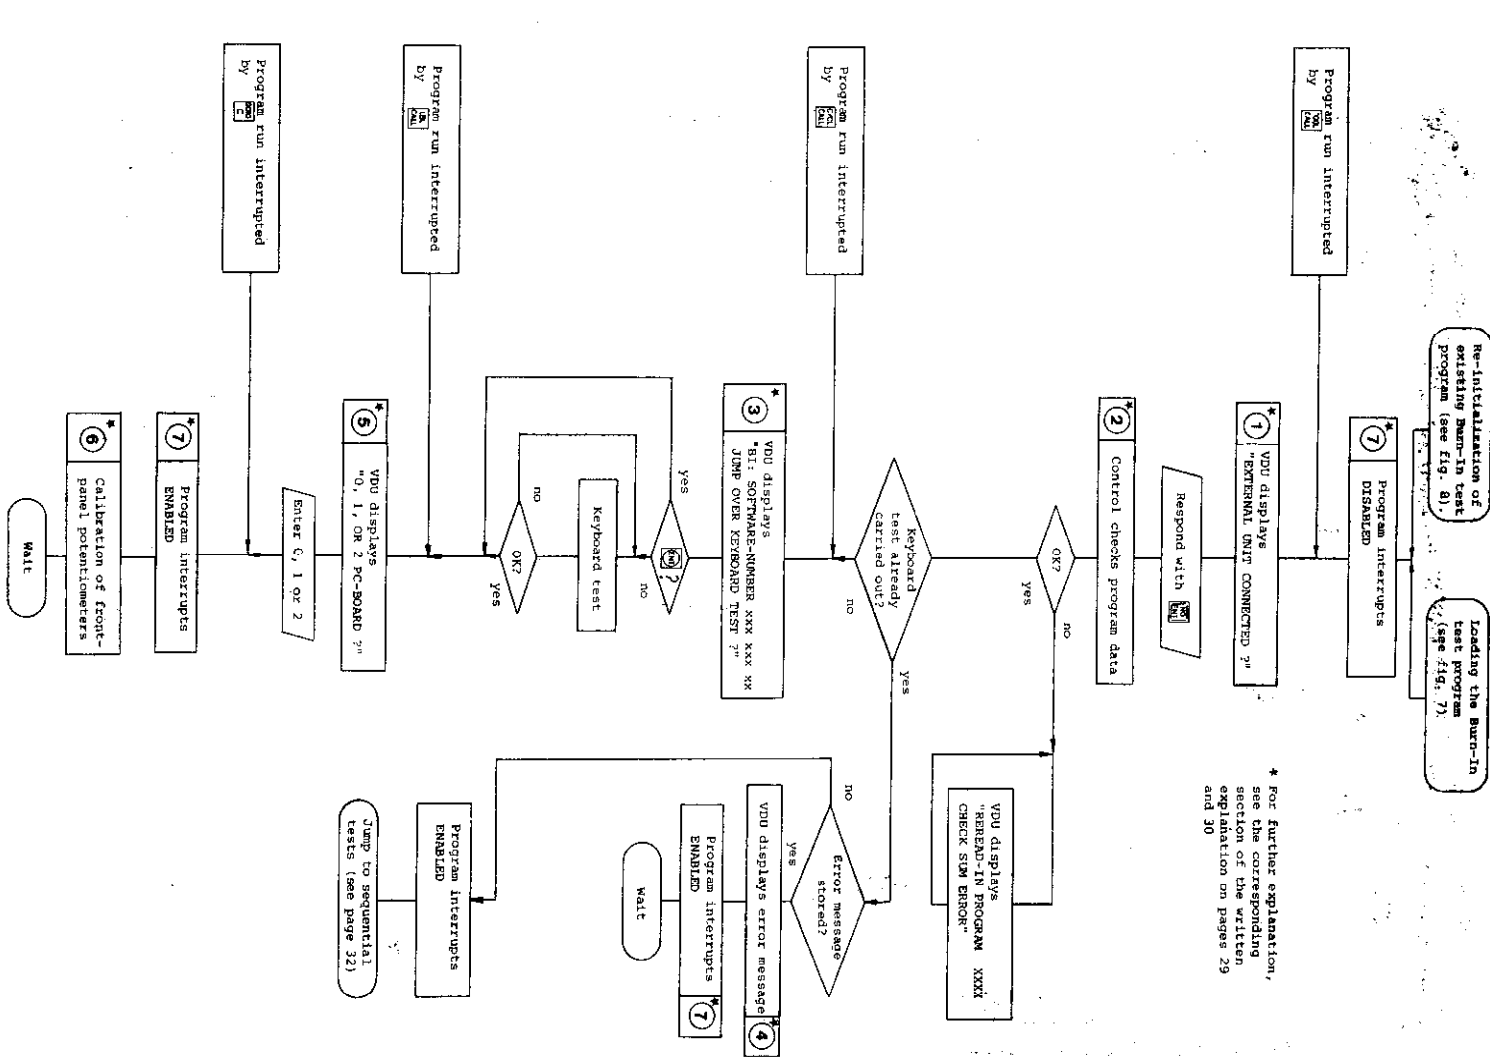 Re-initialization of
existing Burn-In test
program (see fig. 8),
Loading the Burn-In
test program
(see fig. 7)
* For further explanation,
see the corresponding
section of the written
explanation on pages 29
and 30
* 7
Program interrupts
DISABLED
Program run interrupted
by TOOL CALL
* 1
VDU displays
"EXTERNAL UNIT CONNECTED ?"
Respond with NO ENT
* 2
Control checks program data
OK?
no
yes
VDU displays
"REREAD-IN PROGRAM XXXX
CHECK SUM ERROR"
Keyboard
test already
carried out?
yes
no
Program run interrupted
by CYCL CALL
Error message
stored?
no
yes
* 3
VDU displays
"BI: SOFTWARE-NUMBER xxx xxx xx
JUMP OVER KEYBOARD TEST ?"
VDU displays error message
* 4
yes
?
no
Program interrupts
ENABLED
* 7
Keyboard test
Wait
no
OK?
yes
Program run interrupted
by LBL CALL
Program interrupts
ENABLED
* 5
VDU displays
"0, 1, OR 2 PC-BOARD ?"
Jump to sequential
tests (see page 32)
Enter 0, 1 or 2
Program run interrupted
by C
* 7
Program interrupts
ENABLED
* 6
Calibration of front-
panel potentiometers
Wait